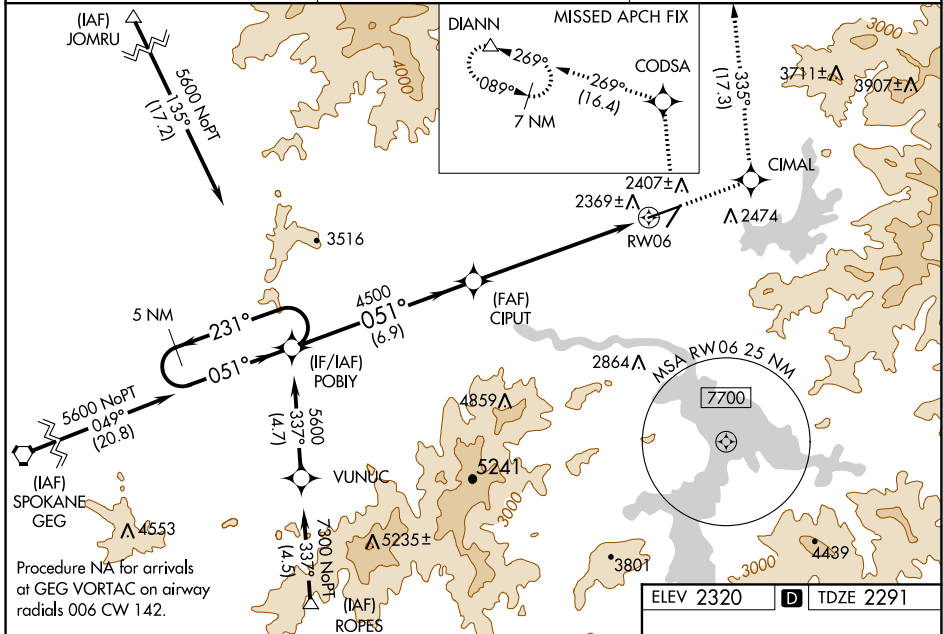 (IAF)
JOMRU
5600 NoPT
135°
(17.2)
4000
DIANN
MISSED APCH FIX
269°
089°
7 NM
269°
(16.4)
CODSA
335°
(17.3)
3000
3711±
3907±
CIMAL
2407±
2369±
2474
RW06
3516
5 NM
231°
051°
4500
051°
(6.9)
(FAF)
CIPUT
(IF/IAF)
POBIY
5600 NoPT
049°
(20.8)
(IAF)
SPOKANE
GEG
5600
337°
(4.7)
VUNUC
7300 NoPT
337°
(4.5)
(IAF)
ROPES
4553
4859
5241
5235±
3000
2864
MSA RW06 25 NM
7700
3801
4439
3000
Procedure NA for arrivals
at GEG VORTAC on airway
radials 006 CW 142.
ELEV 2320 D TDZE 2291